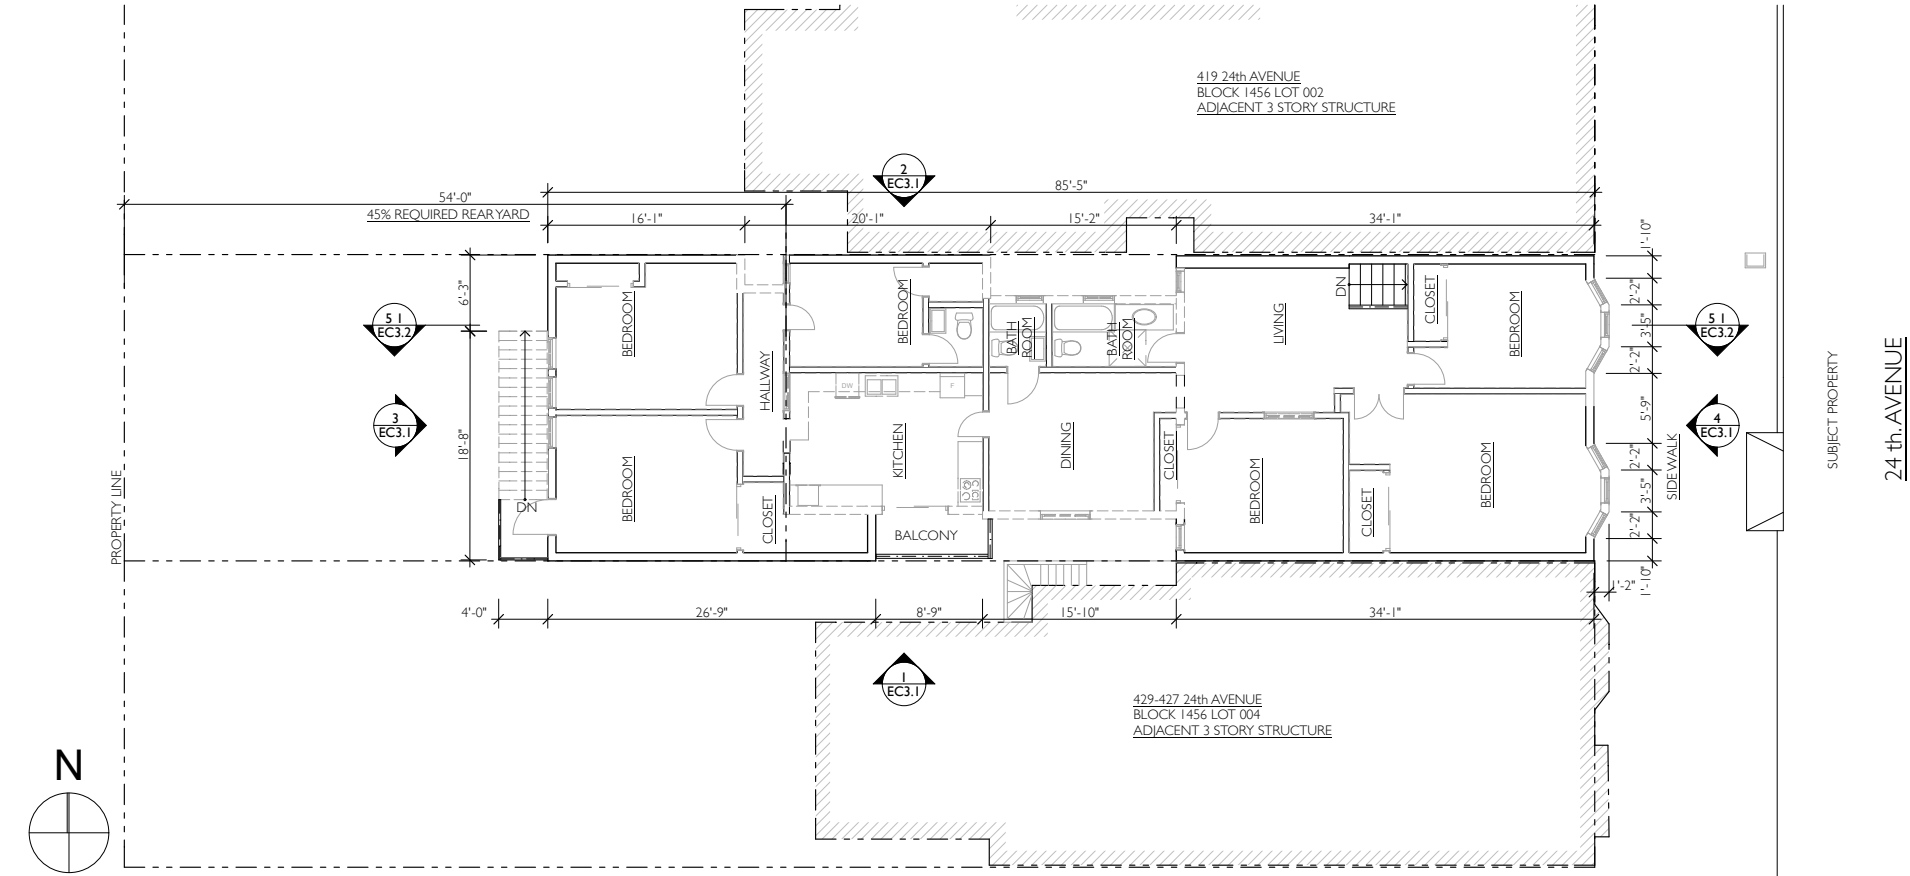 419 24th AVENUE
BLOCK 1456 LOT 002
ADJACENT 3 STORY STRUCTURE
2
EC3.1
85'-5"
54'-0"
45% REQUIRED REAR YARD
16'-1"
20'-1"
15'-2"
34'-1"
1'-10"
2'-2"
3'-5"
2'-2"
5'-9"
2'-2"
3'-5"
2'-2"
1'-10"
1'-2"
6'-3"
18'-8"
5 1
EC3.2
3
EC3.1
5 1
EC3.2
4
EC3.1
BEDROOM
HALLWAY
BEDROOM
BATH
ROOM
BATH
ROOM
LIVING
DN
CLOSET
BEDROOM
DW
F
KITCHEN
DINING
CLOSET
BEDROOM
CLOSET
BEDROOM
BEDROOM
CLOSET
BALCONY
DN
PROPERTY LINE
SIDEWALK
SUBJECT PROPERTY
24 th. AVENUE
4'-0"
26'-9"
8'-9"
15'-10"
34'-1"
1
EC3.1
429-427 24th AVENUE
BLOCK 1456 LOT 004
ADJACENT 3 STORY STRUCTURE
N